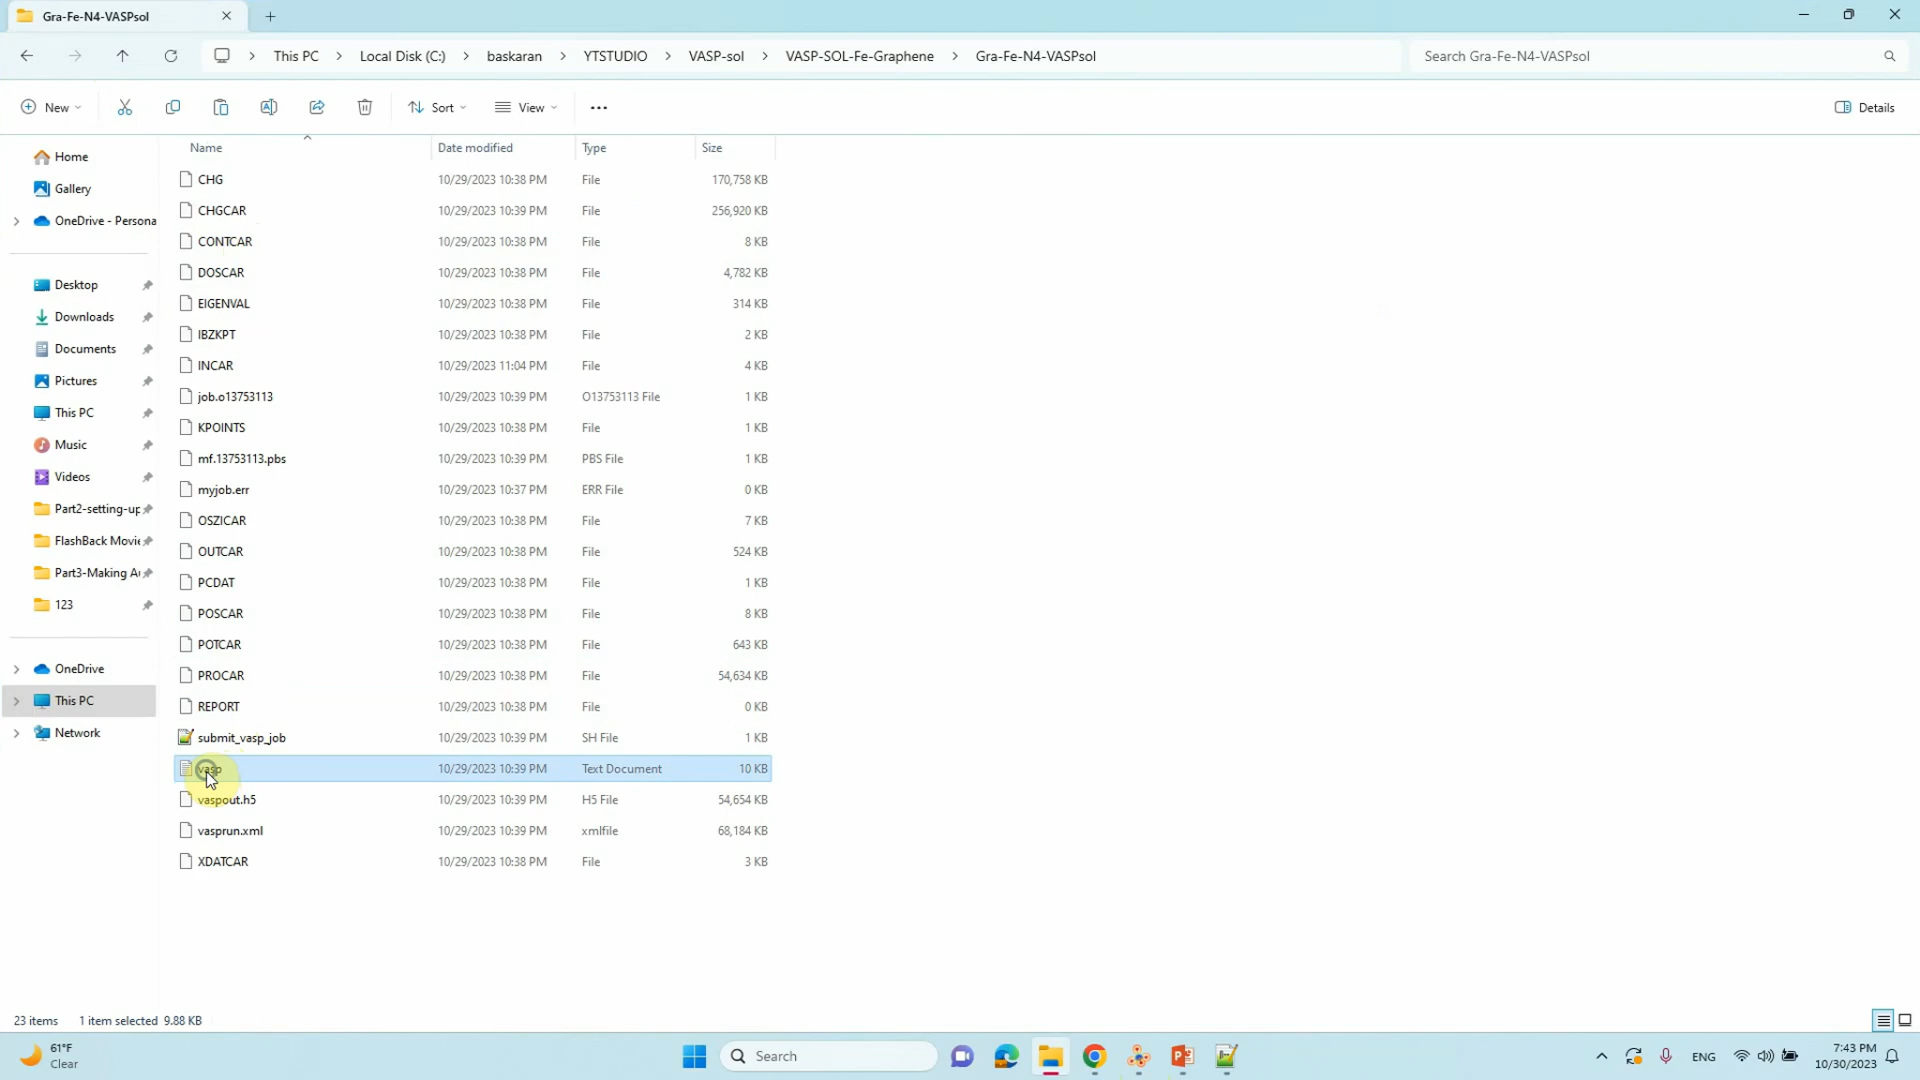 Gra-Fe-N4-VASPsol
This PC > Local Disk (C:) > baskaran > YTSTUDIO > VASP-sol > VASP-SOL-Fe-Graphene > Gra-Fe-N4-VASPsol
Search Gra-Fe-N4-VASPsol
New Sort View Details
Name Date modified Type Size
Home
Gallery
OneDrive - Persona
Desktop
Downloads
Documents
Pictures
This PC
Music
Videos
Part2-setting-up
FlashBack Movie
Part3-Making A
123
OneDrive
This PC
Network
CHG 10/29/2023 10:38 PM File 170,758 KB
CHGCAR 10/29/2023 10:39 PM File 256,920 KB
CONTCAR 10/29/2023 10:38 PM File 8 KB
DOSCAR 10/29/2023 10:38 PM File 4,782 KB
EIGENVAL 10/29/2023 10:38 PM File 314 KB
IBZKPT 10/29/2023 10:38 PM File 2 KB
INCAR 10/29/2023 11:04 PM File 4 KB
job.o13753113 10/29/2023 10:39 PM O13753113 File 1 KB
KPOINTS 10/29/2023 10:38 PM File 1 KB
mf.13753113.pbs 10/29/2023 10:39 PM PBS File 1 KB
myjob.err 10/29/2023 10:37 PM ERR File 0 KB
OSZICAR 10/29/2023 10:38 PM File 7 KB
OUTCAR 10/29/2023 10:38 PM File 524 KB
PCDAT 10/29/2023 10:38 PM File 1 KB
POSCAR 10/29/2023 10:38 PM File 8 KB
POTCAR 10/29/2023 10:38 PM File 643 KB
PROCAR 10/29/2023 10:38 PM File 54,634 KB
REPORT 10/29/2023 10:38 PM File 0 KB
submit_vasp_job 10/29/2023 10:39 PM SH File 1 KB
vasp 10/29/2023 10:39 PM Text Document 10 KB
vaspout.h5 10/29/2023 10:39 PM H5 File 54,654 KB
vasprun.xml 10/29/2023 10:39 PM xmlfile 68,184 KB
XDATCAR 10/29/2023 10:38 PM File 3 KB
23 items 1 item selected 9.88 KB
61°F
Clear
Search
ENG
7:43 PM
10/30/2023